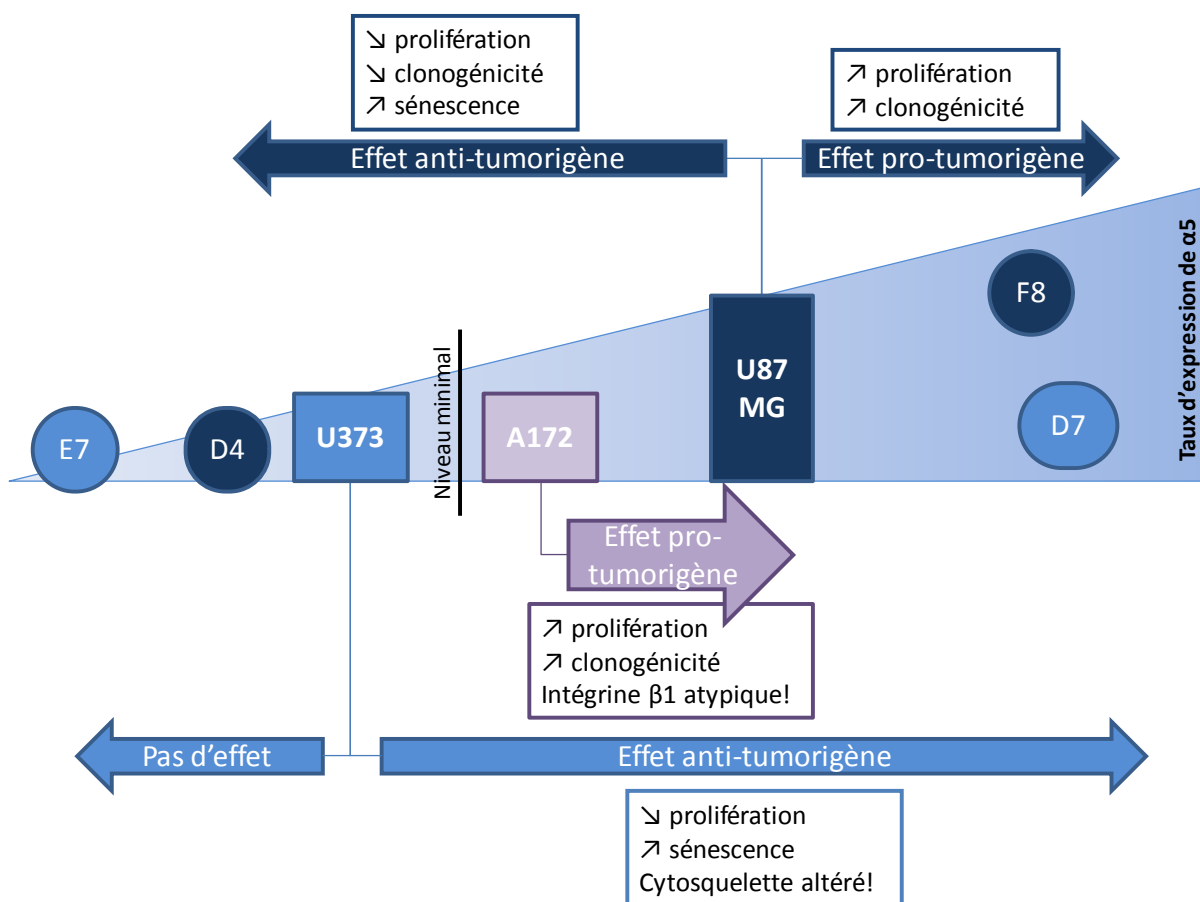 ↘ prolifération
↘ clonogénicité
↗ sénescence
↗ prolifération
↗ clonogénicité
Effet anti-tumorigène
Effet pro-tumorigène
Taux d'expression de α5
F8
U87
MG
Niveau minimal
E7
D4
U373
A172
D7
Effet pro-
tumorigène
↗ prolifération
↗ clonogénicité
Intégrine β1 atypique!
Pas d'effet
Effet anti-tumorigène
↘ prolifération
↗ sénescence
Cytosquelette altéré!